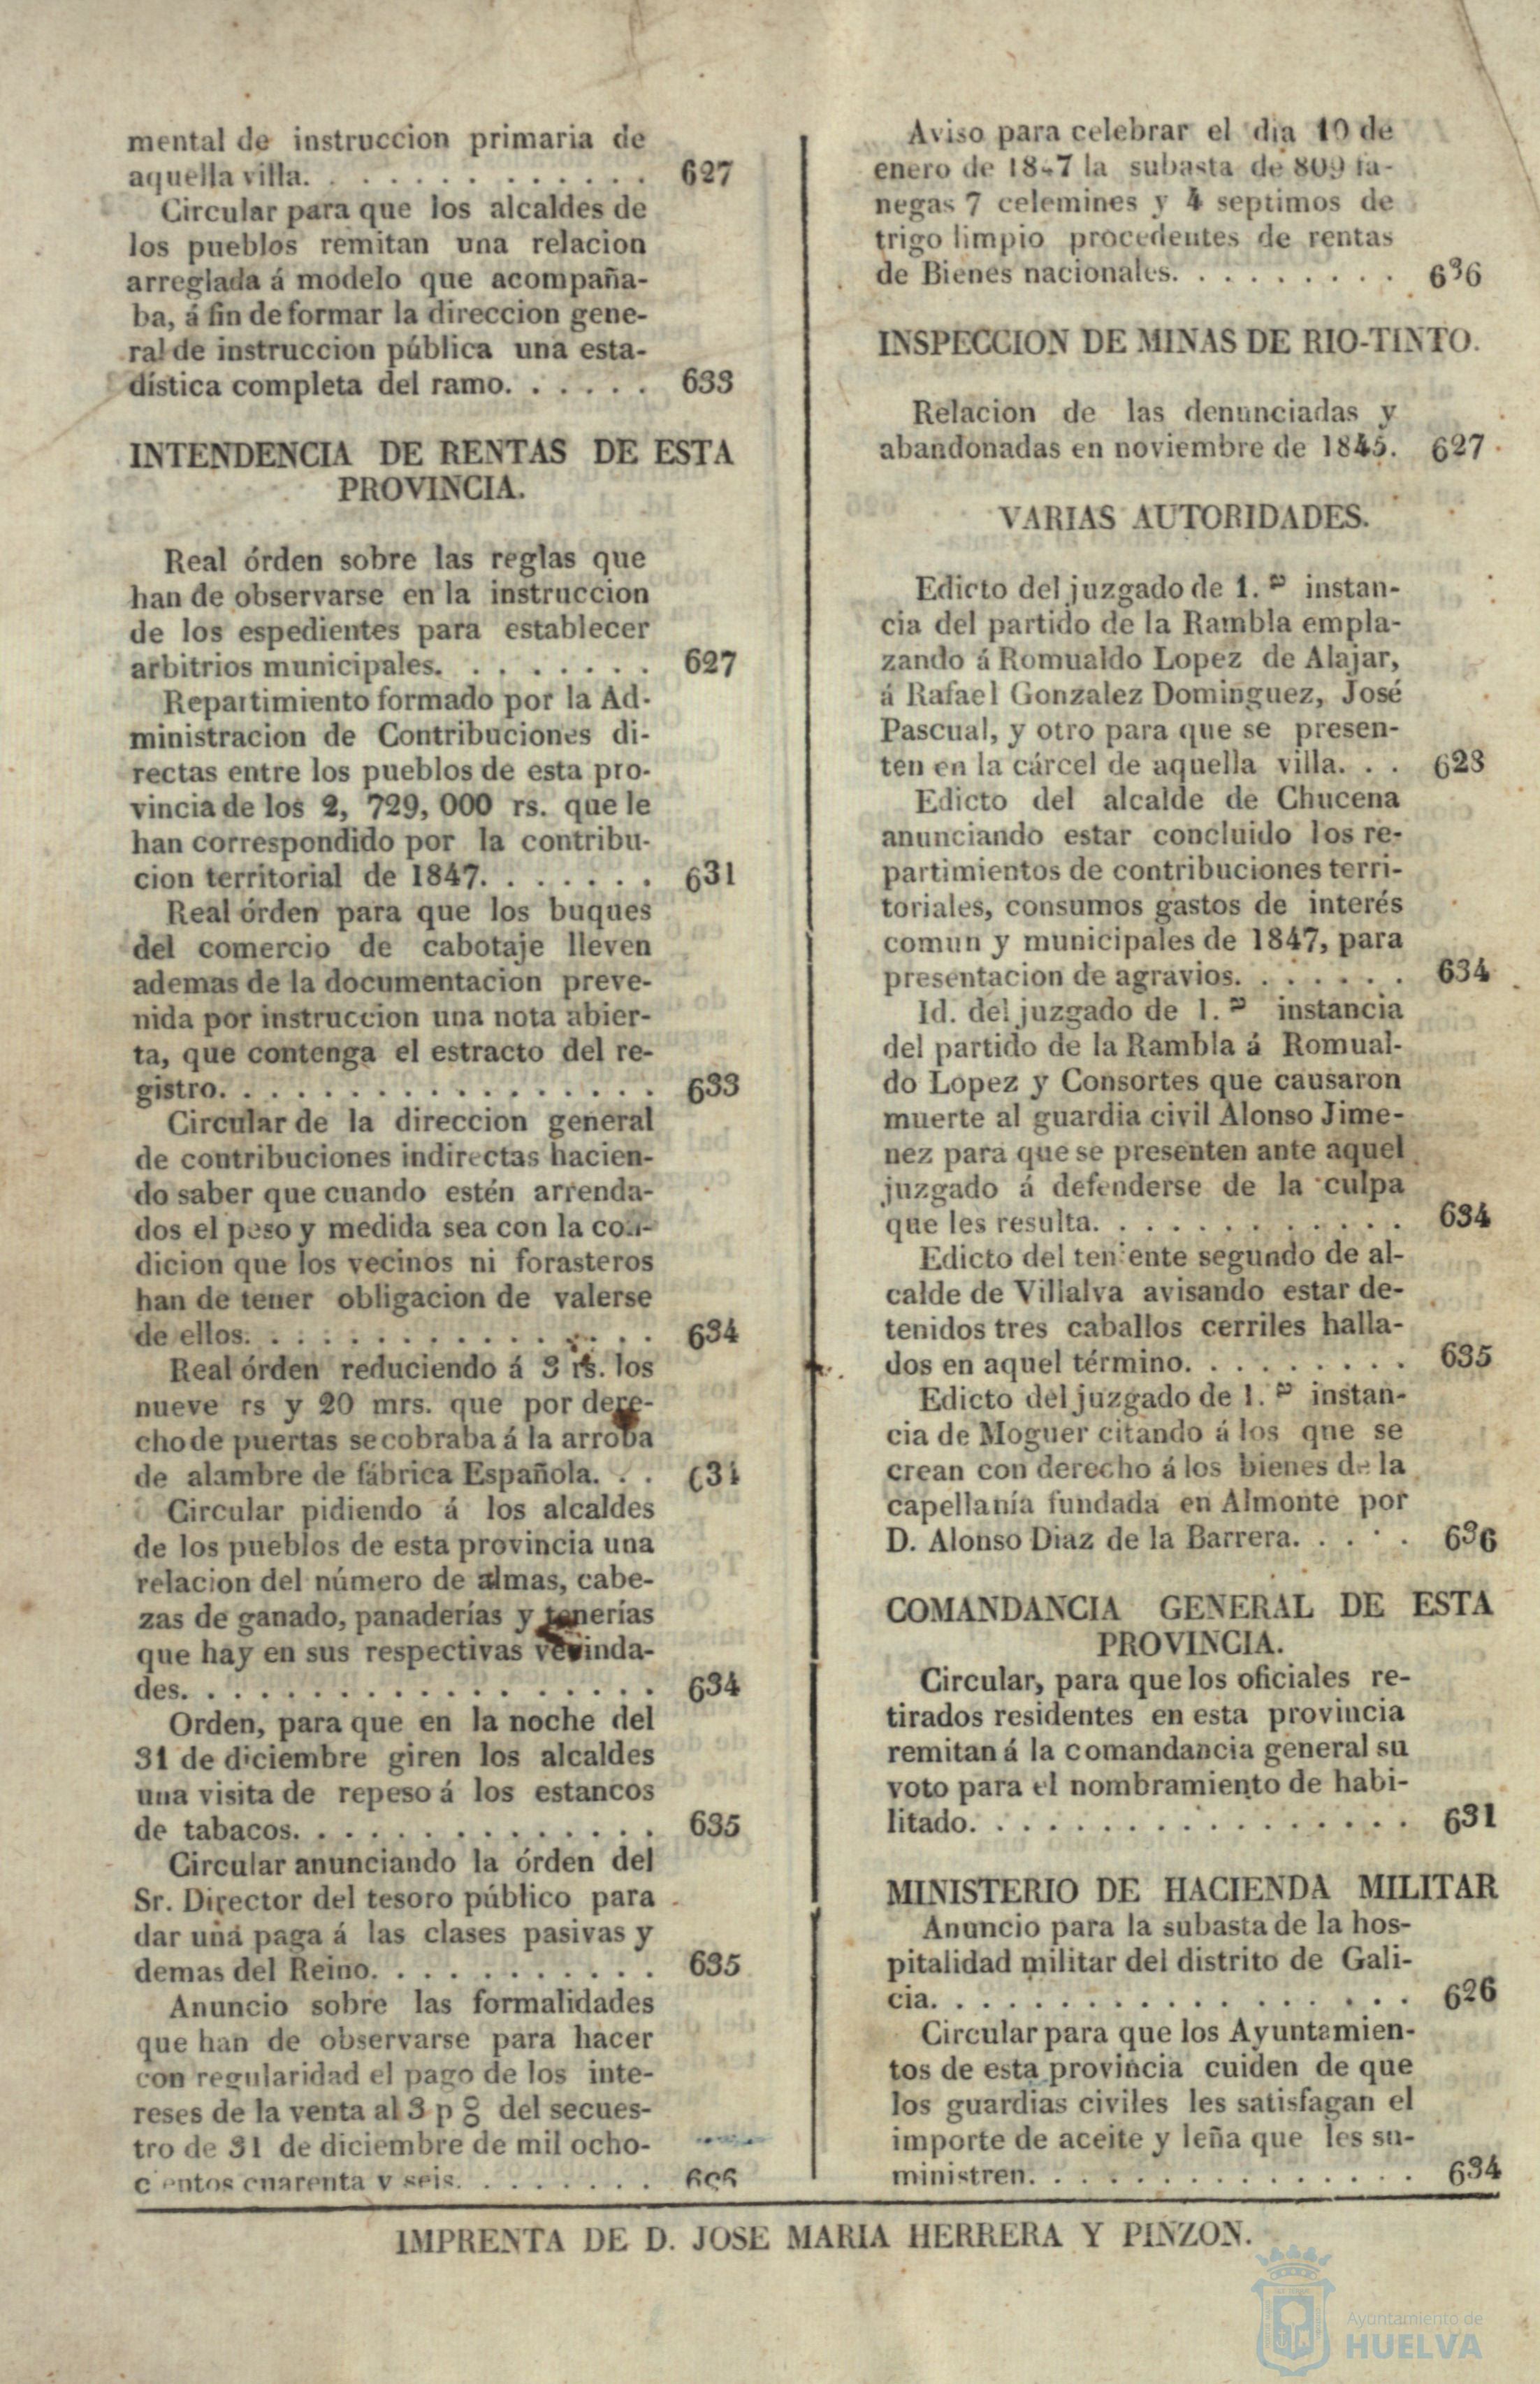 mental de instruccion primaria de
aquella villa. . . . . . . . . . . . . 627
Circular para que los alcaldes de
los pueblos remitan una relacion
arreglada á modelo que acompaña-
ba, á fin de formar la direccion gene-
ral de instruccion pública una esta-
dística completa del ramo. . . . . . 633
INTENDENCIA DE RENTAS DE ESTA
PROVINCIA.
Real órden sobre las reglas que
han de observarse en la instruccion
de los espedientes para establecer
arbitrios municipales. . . . . . . . 627
Repartimiento formado por la Ad-
ministracion de Contribuciones di-
rectas entre los pueblos de esta pro-
vincia de los 2, 729, 000 rs. que le
han correspondido por la contribu-
cion territorial de 1847. . . . . . . 631
Real órden para que los buques
del comercio de cabotaje lleven
ademas de la documentacion preve-
nida por instruccion una nota abier-
ta, que contenga el estracto del re-
gistro. . . . . . . . . . . . . . . . . 633
Circular de la direccion general
de contribuciones indirectas hacien-
do saber que cuando estén arrenda-
dos el peso y medida sea con la con-
dicion que los vecinos ni forasteros
han de tener obligacion de valerse
de ellos. . . . . . . . . . . . . . . . 634
Real órden reduciendo á 3 rs. los
nueve rs y 20 mrs. que por dere-
cho de puertas se cobraba á la arroba
de alambre de fábrica Española. . . 634
Circular pidiendo á los alcaldes
de los pueblos de esta provincia una
relacion del número de almas, cabe-
zas de ganado, panaderías y tenerías
que hay en sus respectivas vecinda-
des. . . . . . . . . . . . . . . . . . 634
Orden, para que en la noche del
31 de diciembre giren los alcaldes
una visita de repeso á los estancos
de tabacos. . . . . . . . . . . . . . 635
Circular anunciando la órden del
Sr. Director del tesoro público para
dar una paga á las clases pasivas y
demas del Reino. . . . . . . . . . . 635
Anuncio sobre las formalidades
que han de observarse para hacer
con regularidad el pago de los inte-
reses de la venta al 3 p 8 del secues-
tro de 31 de diciembre de mil ocho-
cientos cuarenta y seis. . . . . . . .
Aviso para celebrar el dia 10 de
enero de 1847 la subasta de 809 fa-
negas 7 celemines y 4 septimos de
trigo limpio procedentes de rentas
de Bienes nacionales. . . . . . . . . 636
INSPECCION DE MINAS DE RIO-TINTO.
Relacion de las denunciadas y
abandonadas en noviembre de 1845. 627
VARIAS AUTORIDADES.
Edicto del juzgado de 1.ª instan-
cia del partido de la Rambla empla-
zando á Romualdo Lopez de Alajar,
á Rafael Gonzalez Dominguez, José
Pascual, y otro para que se presen-
ten en la cárcel de aquella villa. . . 628
Edicto del alcalde de Chucena
anunciando estar concluido los re-
partimientos de contribuciones terri-
toriales, consumos gastos de interés
comun y municipales de 1847, para
presentacion de agravios. . . . . . . 634
Id. del juzgado de 1.ª instancia
del partido de la Rambla á Romual-
do Lopez y Consortes que causaron
muerte al guardia civil Alonso Jime-
nez para que se presenten ante aquel
juzgado á defenderse de la culpa
que les resulta. . . . . . . . . . . . 634
Edicto del teniente segundo de al-
calde de Villalva avisando estar de-
tenidos tres caballos cerriles halla-
dos en aquel término. . . . . . . . . 635
Edicto del juzgado de 1.ª instan-
cia de Moguer citando á los que se
crean con derecho á los bienes de la
capellanía fundada en Almonte por
D. Alonso Diaz de la Barrera. . . . . 636
COMANDANCIA GENERAL DE ESTA
PROVINCIA.
Circular, para que los oficiales re-
tirados residentes en esta provincia
remitan á la comandancia general su
voto para el nombramiento de habi-
litado. . . . . . . . . . . . . . . . . 631
MINISTERIO DE HACIENDA MILITAR
Anuncio para la subasta de la hos-
pitalidad militar del distrito de Gali-
cia. . . . . . . . . . . . . . . . . . . 626
Circular para que los Ayuntamien-
tos de esta provincia cuiden de que
los guardias civiles les satisfagan el
importe de aceite y leña que les su-
ministren. . . . . . . . . . . . . . . 634
IMPRENTA DE D. JOSE MARIA HERRERA Y PINZON.
Ayuntamiento de
HUELVA